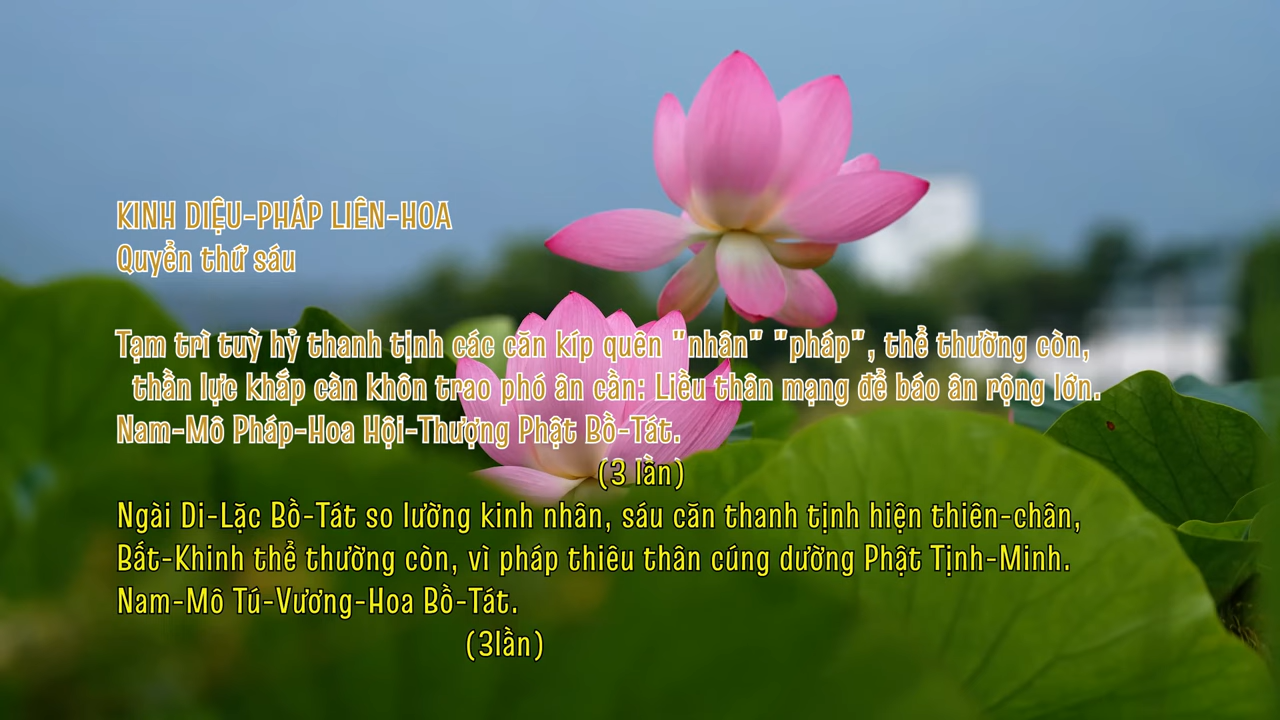 KINH DIỆU-PHÁP LIÊN-HOA
Quyển thứ sáu
Tạm trì tuỳ hỷ thanh tịnh các căn kíp quên "nhân" "pháp", thể thường còn,
thần lực khắp càn khôn trao phó ân cần: Liều thân mạng để báo ân rộng lớn.
Nam-Mô Pháp-Hoa Hội-Thượng Phật Bồ-Tát.
(3 lần)
Ngài Di-Lặc Bồ-Tát so lường kinh nhân, sáu căn thanh tịnh hiện thiên-chân,
Bất-Khinh thể thường còn, vì pháp thiêu thân cúng dường Phật Tịnh-Minh.
Nam-Mô Tú-Vương-Hoa Bồ-Tát.
(3lần)